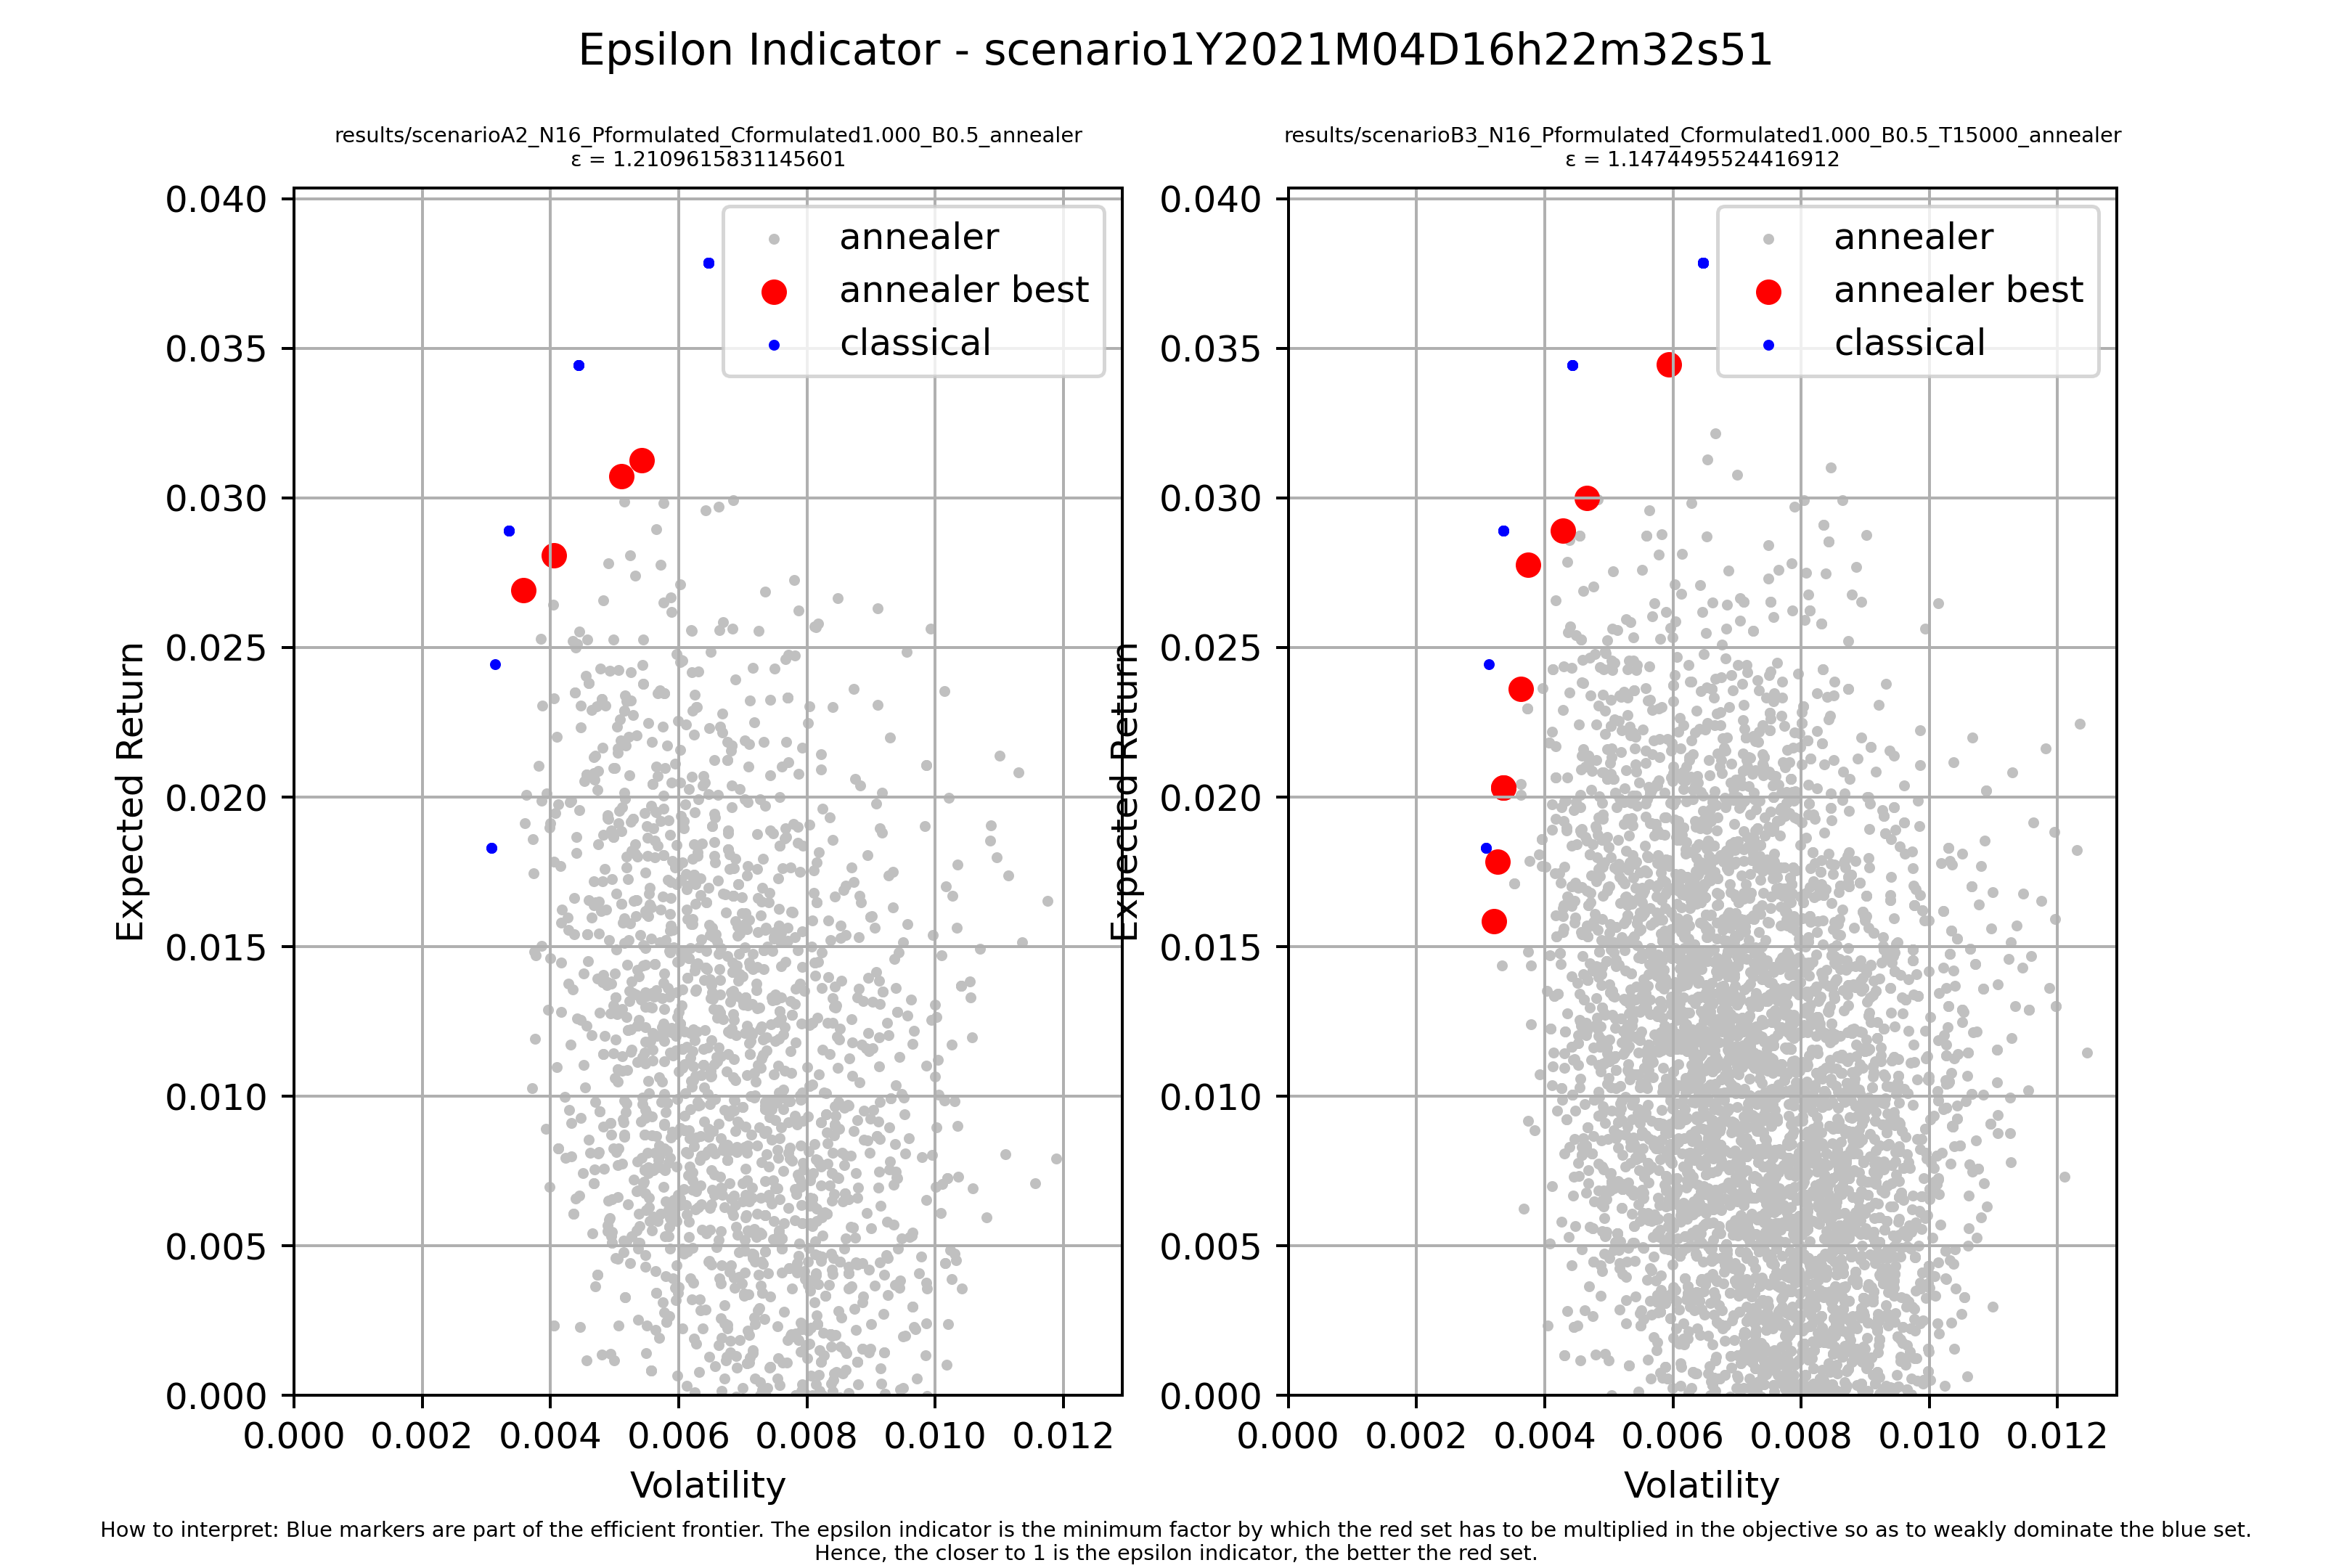 Epsilon Indicator - scenario1Y2021M04D16h22m32s51
results/scenarioA2_N16_Pformulated_Cformulated1.000_B0.5_annealer
ε = 1.2109615831145601
0.040
0.035
0.030
0.025
0.020
0.015
0.010
0.005
0.000
Expected Return
annealer
annealer best
classical
0.000 0.002 0.004 0.006 0.008 0.010 0.012
Volatility
results/scenarioB3_N16_Pformulated_Cformulated1.000_B0.5_T15000_annealer
ε = 1.1474495524416912
0.040
0.035
0.030
0.025
0.020
0.015
0.010
0.005
0.000
Expected Return
annealer
annealer best
classical
0.000 0.002 0.004 0.006 0.008 0.010 0.012
Volatility
How to interpret: Blue markers are part of the efficient frontier. The epsilon indicator is the minimum factor by which the red set has to be multiplied in the objective so as to weakly dominate the blue set.
Hence, the closer to 1 is the epsilon indicator, the better the red set.